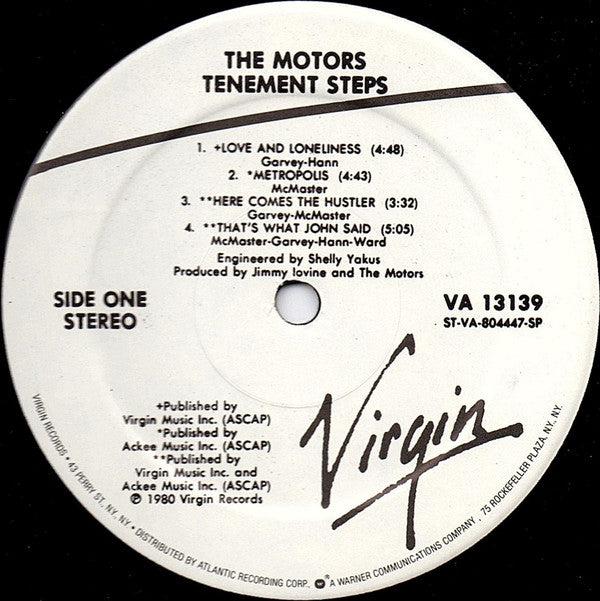 THE MOTORS
TENEMENT STEPS
1. +LOVE AND LONELINESS (4:48)
Garvey-Hann
2. *METROPOLIS (4:43)
McMaster
3. **HERE COMES THE HUSTLER (3:32)
Garvey-McMaster
4. **THAT'S WHAT JOHN SAID (5:05)
McMaster-Garvey-Hann-Ward
Engineered by Shelly Yakus
Produced by Jimmy Iovine and The Motors
SIDE ONE
STEREO
VA 13139
ST-VA-804447-SP
+Published by
Virgin Music Inc. (ASCAP)
*Published by
Ackee Music Inc. (ASCAP)
**Published by
Virgin Music Inc. and
Ackee Music Inc. (ASCAP)
℗ 1980 Virgin Records
Virgin
VIRGIN RECORDS • 43 PERRY ST., NY, NY • DISTRIBUTED BY ATLANTIC RECORDING CORP. ® A WARNER COMMUNICATIONS COMPANY, 75 ROCKEFELLER PLAZA, NY, NY.